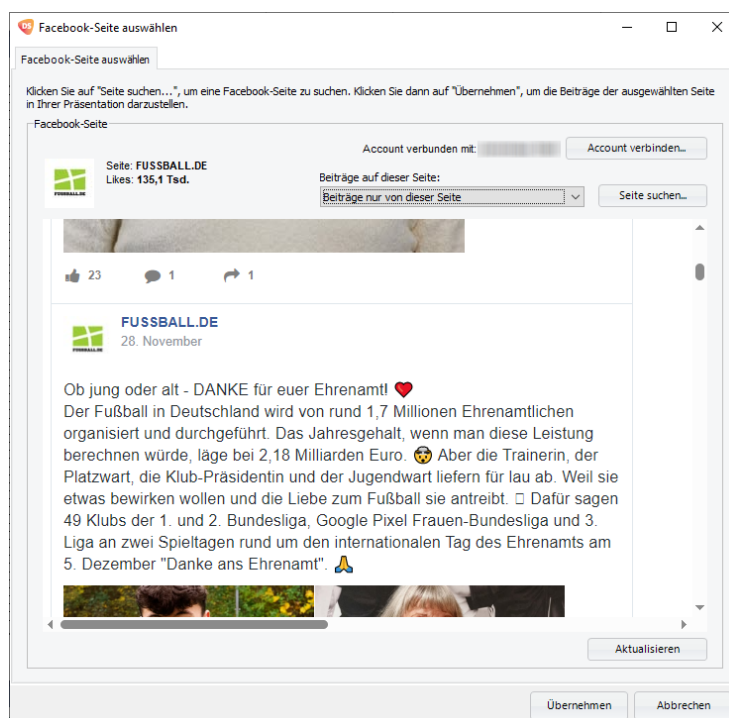 DS Facebook-Seite auswählen
Facebook-Seite auswählen
Klicken Sie auf "Seite suchen...", um eine Facebook-Seite zu suchen. Klicken Sie dann auf "Übernehmen", um die Beiträge der ausgewählten Seite
in Ihrer Präsentation darzustellen.
Facebook-Seite
Account verbunden mit:
Account verbinden...
FUSSBALL.DE
Seite: FUSSBALL.DE
Likes: 135,1 Tsd.
Beiträge auf dieser Seite:
Beiträge nur von dieser Seite
Seite suchen...
23 1 1
FUSSBALL.DE
FUSSBALL.DE
28. November
Ob jung oder alt - DANKE für euer Ehrenamt! ❤
Der Fußball in Deutschland wird von rund 1,7 Millionen Ehrenamtlichen
organisiert und durchgeführt. Das Jahresgehalt, wenn man diese Leistung
berechnen würde, läge bei 2,18 Milliarden Euro. 😲 Aber die Trainerin, der
Platzwart, die Klub-Präsidentin und der Jugendwart liefern für lau ab. Weil sie
etwas bewirken wollen und die Liebe zum Fußball sie antreibt. □ Dafür sagen
49 Klubs der 1. und 2. Bundesliga, Google Pixel Frauen-Bundesliga und 3.
Liga an zwei Spieltagen rund um den internationalen Tag des Ehrenamts am
5. Dezember "Danke ans Ehrenamt". 🙏
Aktualisieren
Übernehmen
Abbrechen